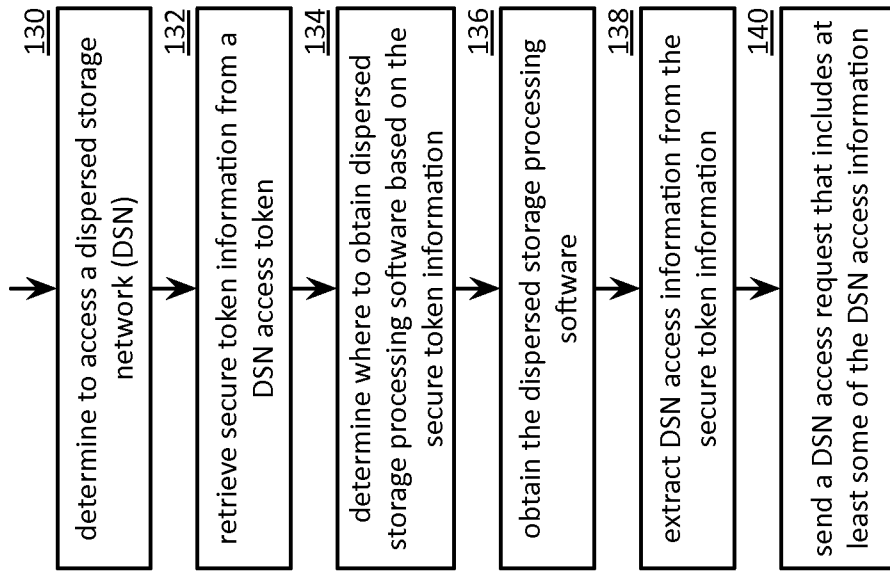 130
determine to access a dispersed storage
network (DSN)
132
retrieve secure token information from a
DSN access token
134
determine where to obtain dispersed
storage processing software based on the
secure token information
136
obtain the dispersed storage processing
software
138
extract DSN access information from the
secure token information
140
send a DSN access request that includes at
least some of the DSN access information